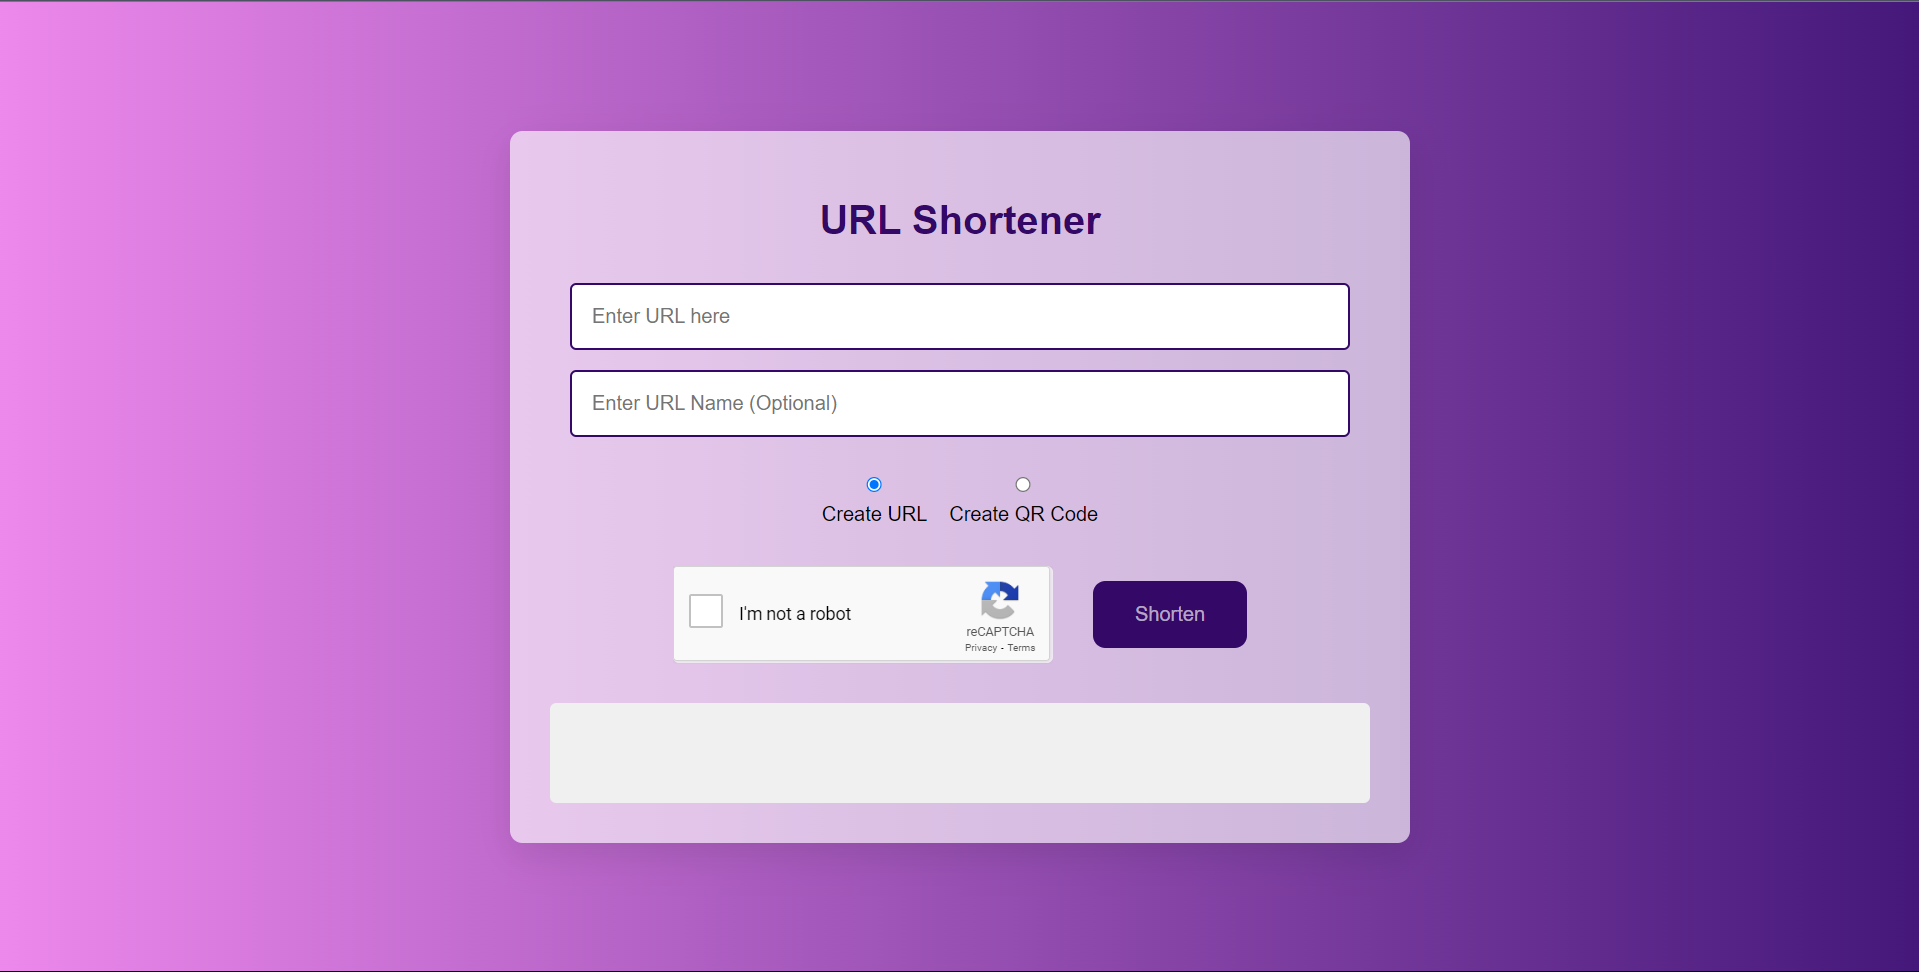 URL Shortener
Enter URL here
Enter URL Name (Optional)
Create URL Create QR Code
I'm not a robot
reCAPTCHA
Privacy - Terms
Shorten